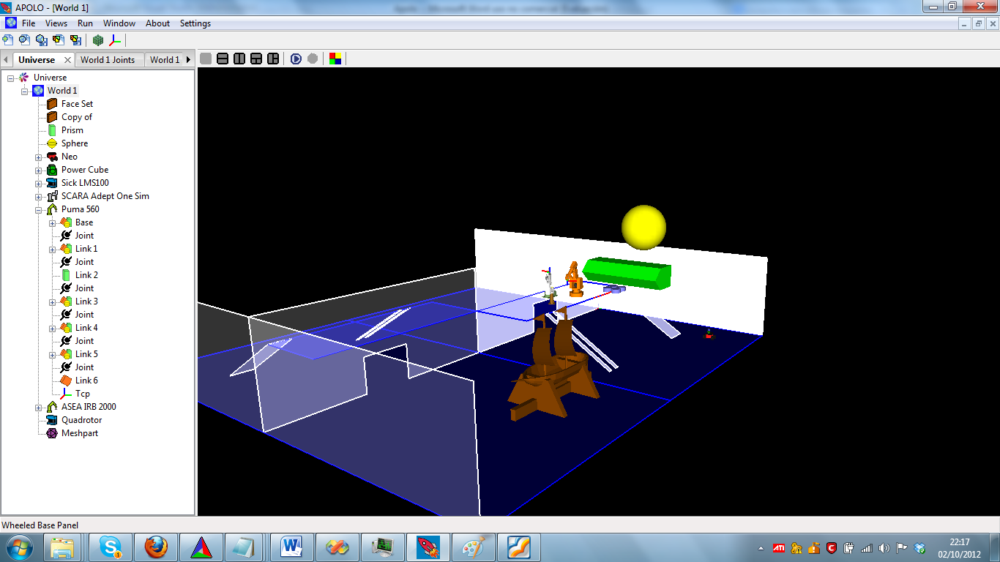 APOLO - [World 1]
File Views Run Window About Settings
Universe World 1 Joints World 1
Universe
World 1
Face Set
Copy of
Prism
Sphere
Neo
Power Cube
Sick LMS100
SCARA Adept One Sim
Puma 560
Base
Joint
Link 1
Joint
Link 2
Joint
Link 3
Joint
Link 4
Joint
Link 5
Joint
Link 6
Tcp
ASEA IRB 2000
Quadrotor
Meshpart
Wheeled Base Panel
22:17
02/10/2012